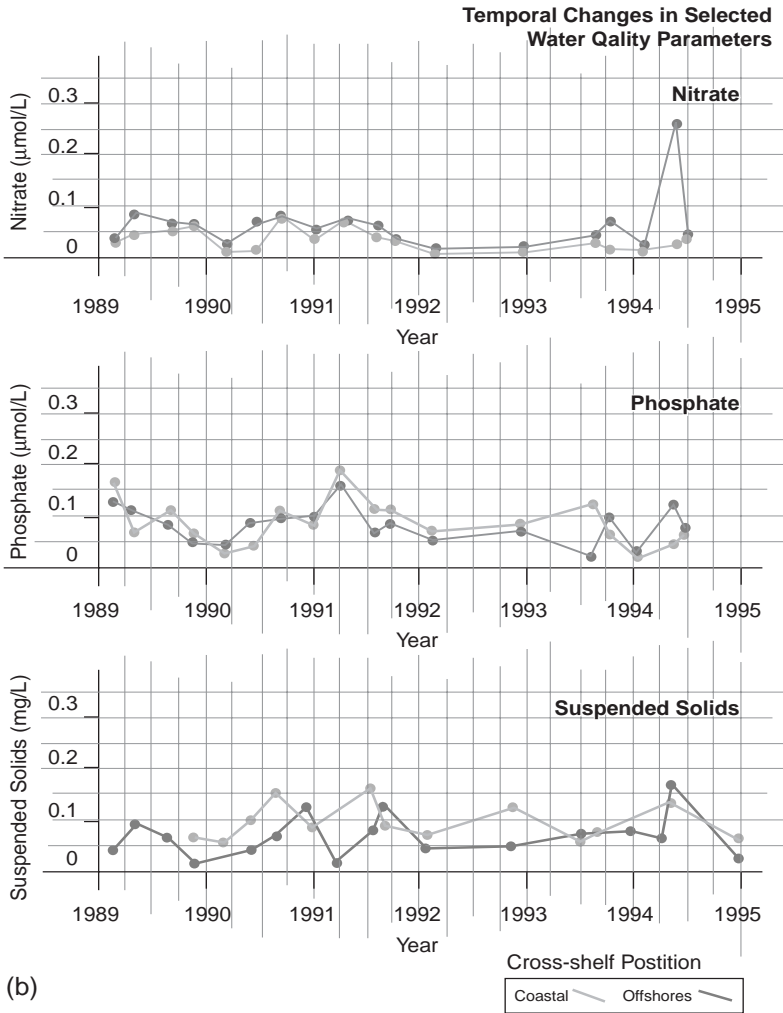 Temporal Changes in Selected
Water Qality Parameters
Nitrate
Nitrate (μmol/L)
0.3
0.2
0.1
0
1989 1990 1991 1992 1993 1994 1995
Year
Phosphate
Phosphate (μmol/L)
0.3
0.2
0.1
0
1989 1990 1991 1992 1993 1994 1995
Year
Suspended Solids
Suspended Solids (mg/L)
0.3
0.2
0.1
0
1989 1990 1991 1992 1993 1994 1995
Year
(b)
Cross-shelf Postition
Coastal Offshores